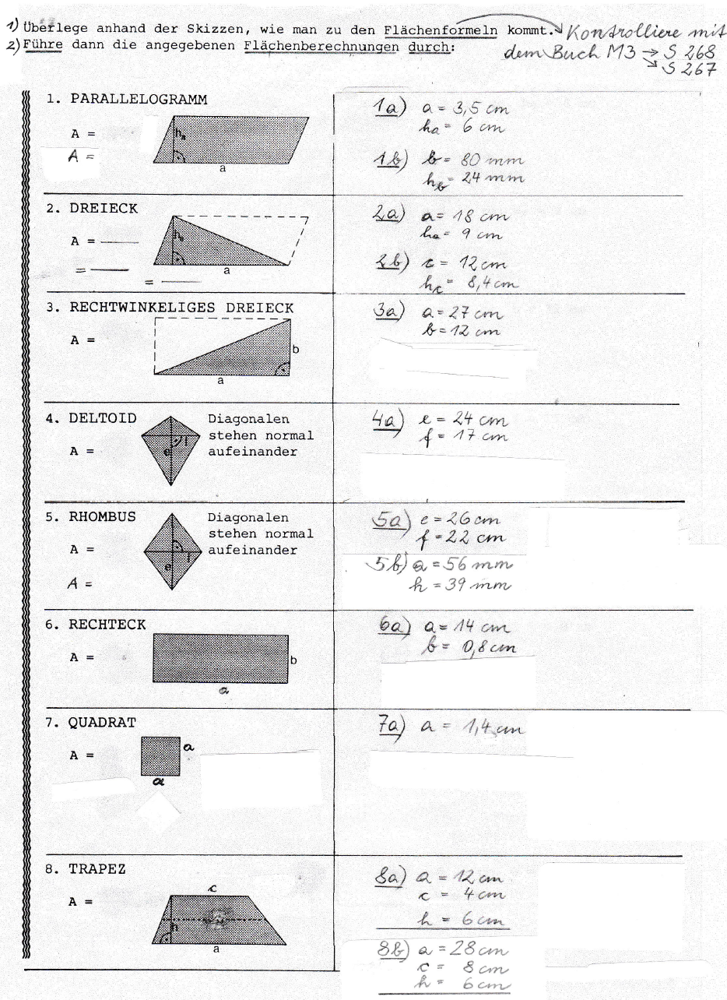 1) Überlege anhand der Skizzen, wie man zu den Flächenformeln kommt.
Kontrolliere mit
dem Buch M3 → S 268
↘ S 267
2) Führe dann die angegebenen Flächenberechnungen durch:
1. PARALLELOGRAMM
A =
A =
ha
a
1a) a = 3,5 cm
ha = 6 cm
1b) b = 80 mm
hb = 24 mm
2. DREIECK
A =
=
=
ha
a
2a) a = 18 cm
ha = 9 cm
2b) c = 12 cm
hc = 8,4 cm
3. RECHTWINKELIGES DREIECK
A =
b
a
3a) a = 27 cm
b = 12 cm
4. DELTOID
A =
e
f
Diagonalen
stehen normal
aufeinander
4a) e = 24 cm
f = 17 cm
5. RHOMBUS
A =
A =
e
f
Diagonalen
stehen normal
aufeinander
5a) e = 26 cm
f = 22 cm
5b) a = 56 mm
h = 39 mm
6. RECHTECK
A =
b
a
6a) a = 14 cm
b = 0,8 cm
7. QUADRAT
A =
a
a
7a) a = 1,4 cm
8. TRAPEZ
A =
c
h
a
8a) a = 12 cm
c = 4 cm
h = 6 cm
8b) a = 28 cm
c = 8 cm
h = 6 cm